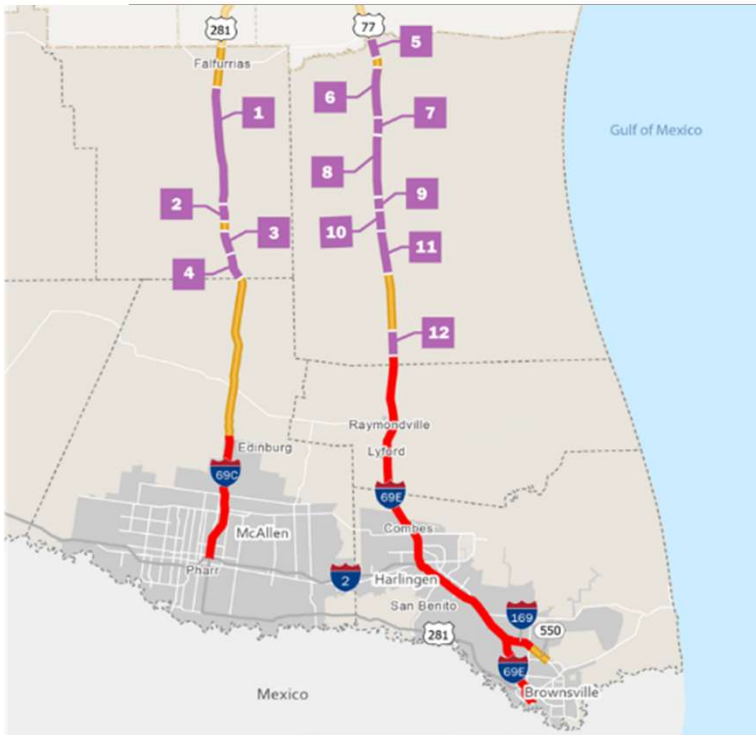 281
77
Falfurrias
5
6
1
7
Gulf of Mexico
8
2
9
3
10
11
4
12
Raymondville
Edinburg
Lyford
69C
69E
McAllen
Combes
Pharr
2
Harlingen
San Benito
169
281
550
69E
Mexico
Brownsville